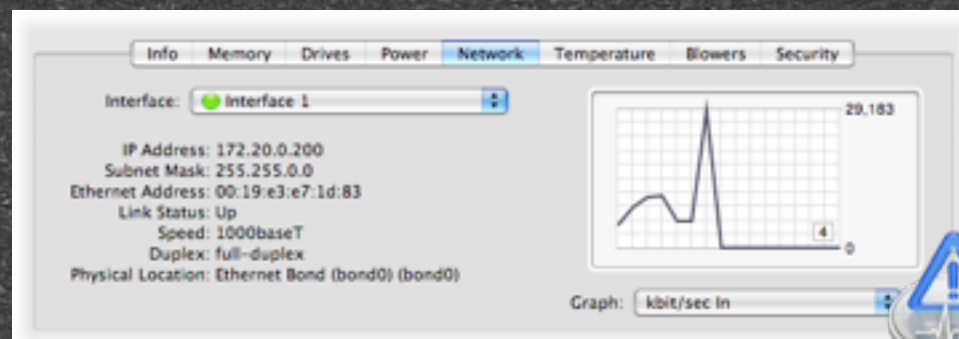 Info Memory Drives Power Network Temperature Blowers Security
Interface: Interface 1
29,183
IP Address: 172.20.0.200
Subnet Mask: 255.255.0.0
Ethernet Address: 00:19:e3:e7:1d:83
Link Status: Up
Speed: 1000baseT
4
Duplex: full-duplex
0
Physical Location: Ethernet Bond (bond0) (bond0)
Graph: kbit/sec In